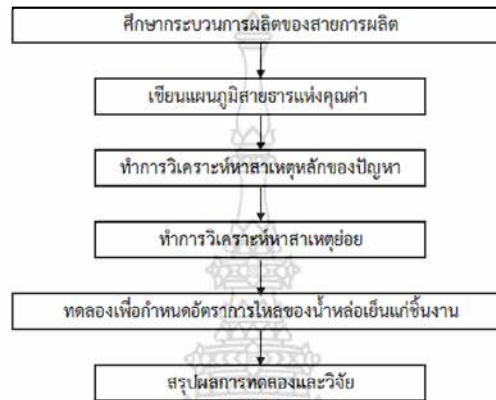 ศึกษากระบวนการผลิตของสายการผลิต
เขียนแผนภูมิสายธารแห่งคุณค่า
ทำการวิเคราะห์หาสาเหตุหลักของปัญหา
ทำการวิเคราะห์หาสาเหตุย่อย
ทดลองเพื่อกำหนดอัตราการไหลของน้ำหล่อเย็นแก่ชิ้นงาน
สรุปผลการทดลองและวิจัย